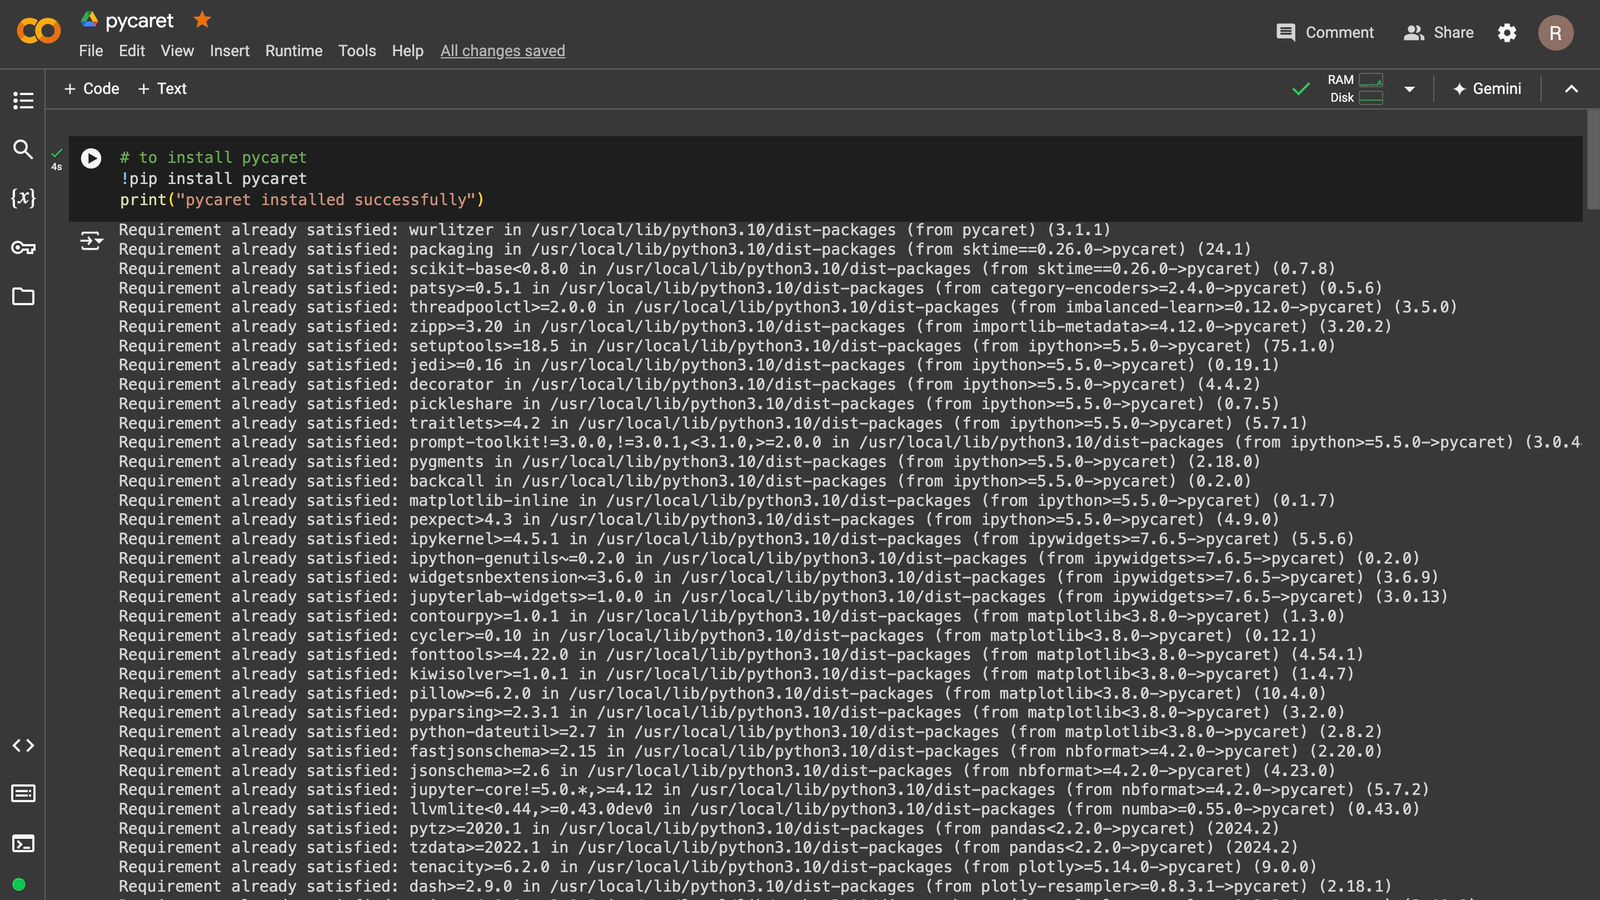 pycaret
File Edit View Insert Runtime Tools Help All changes saved
Comment Share R
+ Code + Text
RAM
Disk
Gemini
4s
# to install pycaret
!pip install pycaret
print("pycaret installed successfully")
Requirement already satisfied: wurlitzer in /usr/local/lib/python3.10/dist-packages (from pycaret) (3.1.1)
Requirement already satisfied: packaging in /usr/local/lib/python3.10/dist-packages (from sktime==0.26.0->pycaret) (24.1)
Requirement already satisfied: scikit-base<0.8.0 in /usr/local/lib/python3.10/dist-packages (from sktime==0.26.0->pycaret) (0.7.8)
Requirement already satisfied: patsy>=0.5.1 in /usr/local/lib/python3.10/dist-packages (from category-encoders>=2.4.0->pycaret) (0.5.6)
Requirement already satisfied: threadpoolctl>=2.0.0 in /usr/local/lib/python3.10/dist-packages (from imbalanced-learn>=0.12.0->pycaret) (3.5.0)
Requirement already satisfied: zipp>=3.20 in /usr/local/lib/python3.10/dist-packages (from importlib-metadata>=4.12.0->pycaret) (3.20.2)
Requirement already satisfied: setuptools>=18.5 in /usr/local/lib/python3.10/dist-packages (from ipython>=5.5.0->pycaret) (75.1.0)
Requirement already satisfied: jedi>=0.16 in /usr/local/lib/python3.10/dist-packages (from ipython>=5.5.0->pycaret) (0.19.1)
Requirement already satisfied: decorator in /usr/local/lib/python3.10/dist-packages (from ipython>=5.5.0->pycaret) (4.4.2)
Requirement already satisfied: pickleshare in /usr/local/lib/python3.10/dist-packages (from ipython>=5.5.0->pycaret) (0.7.5)
Requirement already satisfied: traitlets>=4.2 in /usr/local/lib/python3.10/dist-packages (from ipython>=5.5.0->pycaret) (5.7.1)
Requirement already satisfied: prompt-toolkit!=3.0.0,!=3.0.1,<3.1.0,>=2.0.0 in /usr/local/lib/python3.10/dist-packages (from ipython>=5.5.0->pycaret) (3.0.4
Requirement already satisfied: pygments in /usr/local/lib/python3.10/dist-packages (from ipython>=5.5.0->pycaret) (2.18.0)
Requirement already satisfied: backcall in /usr/local/lib/python3.10/dist-packages (from ipython>=5.5.0->pycaret) (0.2.0)
Requirement already satisfied: matplotlib-inline in /usr/local/lib/python3.10/dist-packages (from ipython>=5.5.0->pycaret) (0.1.7)
Requirement already satisfied: pexpect>4.3 in /usr/local/lib/python3.10/dist-packages (from ipython>=5.5.0->pycaret) (4.9.0)
Requirement already satisfied: ipykernel>=4.5.1 in /usr/local/lib/python3.10/dist-packages (from ipywidgets>=7.6.5->pycaret) (5.5.6)
Requirement already satisfied: ipython-genutils~=0.2.0 in /usr/local/lib/python3.10/dist-packages (from ipywidgets>=7.6.5->pycaret) (0.2.0)
Requirement already satisfied: widgetsnbextension~=3.6.0 in /usr/local/lib/python3.10/dist-packages (from ipywidgets>=7.6.5->pycaret) (3.6.9)
Requirement already satisfied: jupyterlab-widgets>=1.0.0 in /usr/local/lib/python3.10/dist-packages (from ipywidgets>=7.6.5->pycaret) (3.0.13)
Requirement already satisfied: contourpy>=1.0.1 in /usr/local/lib/python3.10/dist-packages (from matplotlib<3.8.0->pycaret) (1.3.0)
Requirement already satisfied: cycler>=0.10 in /usr/local/lib/python3.10/dist-packages (from matplotlib<3.8.0->pycaret) (0.12.1)
Requirement already satisfied: fonttools>=4.22.0 in /usr/local/lib/python3.10/dist-packages (from matplotlib<3.8.0->pycaret) (4.54.1)
Requirement already satisfied: kiwisolver>=1.0.1 in /usr/local/lib/python3.10/dist-packages (from matplotlib<3.8.0->pycaret) (1.4.7)
Requirement already satisfied: pillow>=6.2.0 in /usr/local/lib/python3.10/dist-packages (from matplotlib<3.8.0->pycaret) (10.4.0)
Requirement already satisfied: pyparsing>=2.3.1 in /usr/local/lib/python3.10/dist-packages (from matplotlib<3.8.0->pycaret) (3.2.0)
Requirement already satisfied: python-dateutil>=2.7 in /usr/local/lib/python3.10/dist-packages (from matplotlib<3.8.0->pycaret) (2.8.2)
Requirement already satisfied: fastjsonschema>=2.15 in /usr/local/lib/python3.10/dist-packages (from nbformat>=4.2.0->pycaret) (2.20.0)
Requirement already satisfied: jsonschema>=2.6 in /usr/local/lib/python3.10/dist-packages (from nbformat>=4.2.0->pycaret) (4.23.0)
Requirement already satisfied: jupyter-core!=5.0.*,>=4.12 in /usr/local/lib/python3.10/dist-packages (from nbformat>=4.2.0->pycaret) (5.7.2)
Requirement already satisfied: llvmlite<0.44,>=0.43.0dev0 in /usr/local/lib/python3.10/dist-packages (from numba>=0.55.0->pycaret) (0.43.0)
Requirement already satisfied: pytz>=2020.1 in /usr/local/lib/python3.10/dist-packages (from pandas<2.2.0->pycaret) (2024.2)
Requirement already satisfied: tzdata>=2022.1 in /usr/local/lib/python3.10/dist-packages (from pandas<2.2.0->pycaret) (2024.2)
Requirement already satisfied: tenacity>=6.2.0 in /usr/local/lib/python3.10/dist-packages (from plotly>=5.14.0->pycaret) (9.0.0)
Requirement already satisfied: dash>=2.9.0 in /usr/local/lib/python3.10/dist-packages (from plotly-resampler>=0.8.3.1->pycaret) (2.18.1)